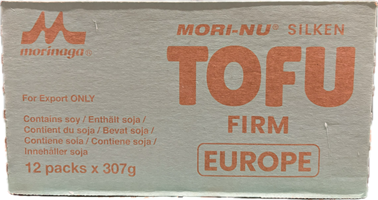 morinaga®
For Export ONLY
Contains soy / Enthält soja /
Contient du soja / Bevat soja /
Contiene soia / Contiene soja /
Innehåller soja
12 packs x 307g
MORI-NU® SILKEN
TOFU
FIRM
EUROPE